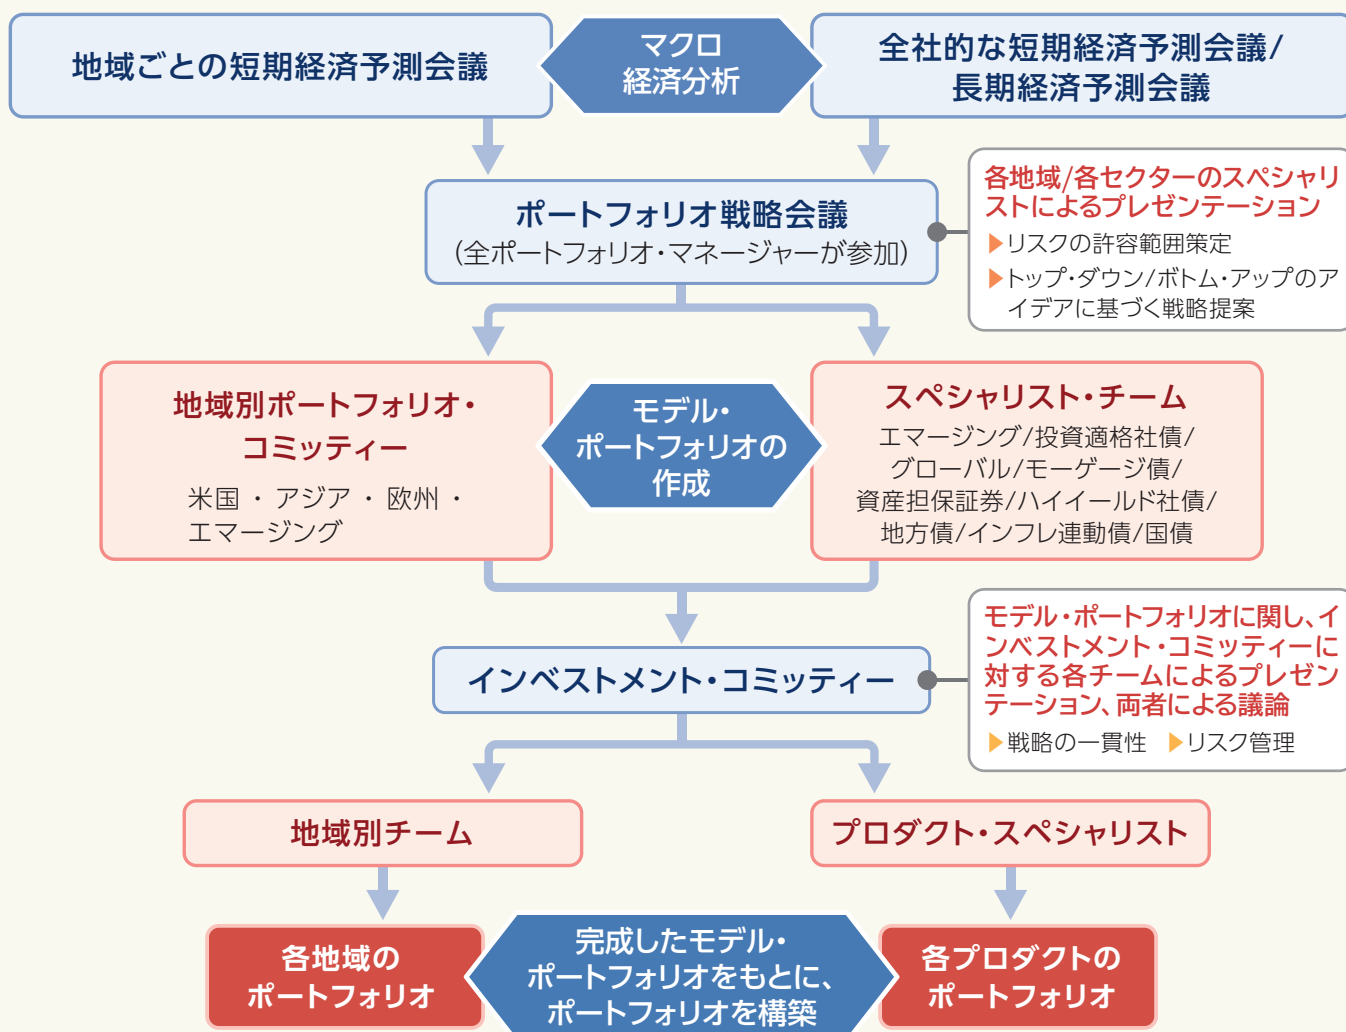 地域ごとの短期経済予測会議
マクロ
経済分析
全社的な短期経済予測会議/
長期経済予測会議
ポートフォリオ戦略会議
(全ポートフォリオ・マネージャーが参加)
各地域/各セクターのスペシャリ
ストによるプレゼンテーション
▶リスクの許容範囲策定
▶トップ・ダウン/ボトム・アップのア
イデアに基づく戦略提案
地域別ポートフォリオ・
コミッティー
米国 ・ アジア ・ 欧州 ・
エマージング
モデル・
ポートフォリオの
作成
スペシャリスト・チーム
エマージング/投資適格社債/
グローバル/モーゲージ債/
資産担保証券/ハイイールド社債/
地方債/インフレ連動債/国債
インベストメント・コミッティー
モデル・ポートフォリオに関し、イ
ンベストメント・コミッティーに
対する各チームによるプレゼン
テーション、両者による議論
▶戦略の一貫性 ▶リスク管理
地域別チーム
プロダクト・スペシャリスト
各地域の
ポートフォリオ
完成したモデル・
ポートフォリオをもとに、
ポートフォリオを構築
各プロダクトの
ポートフォリオ